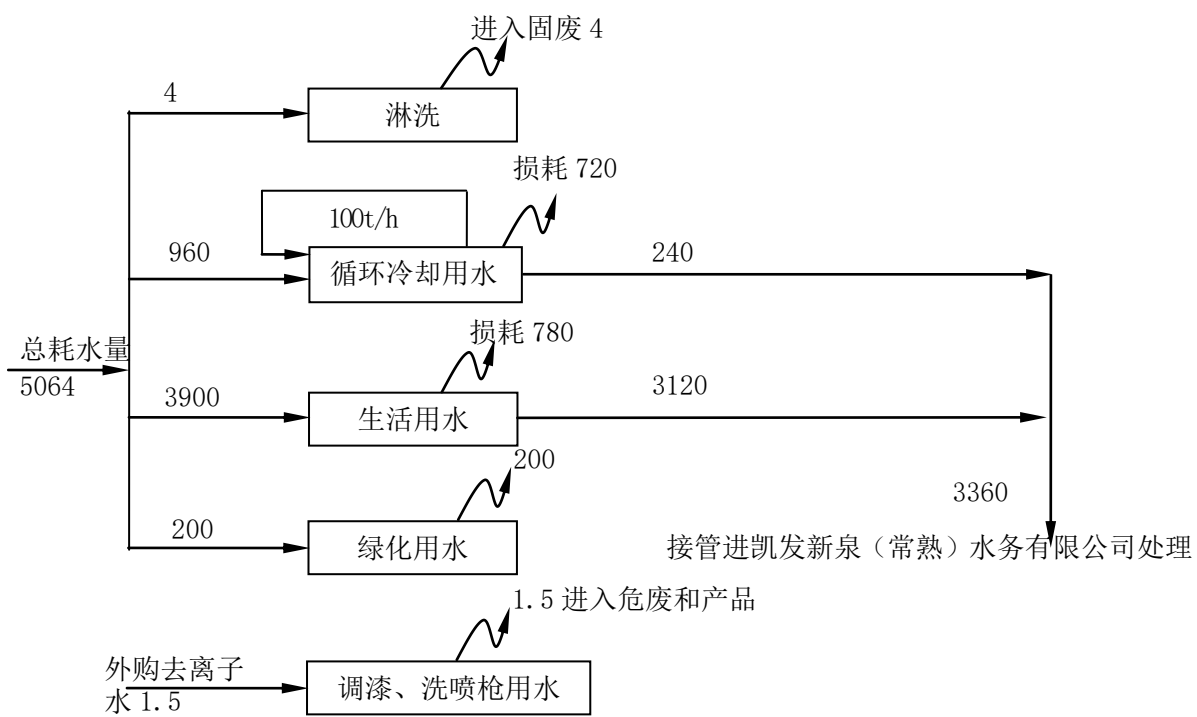 进入固废 4
4
淋洗
损耗 720
100t/h
960
循环冷却用水
240
总耗水量
5064
损耗 780
3900
生活用水
3120
200
200
绿化用水
3360
接管进凯发新泉（常熟）水务有限公司处理
1.5 进入危废和产品
外购去离子
水 1.5
调漆、洗喷枪用水